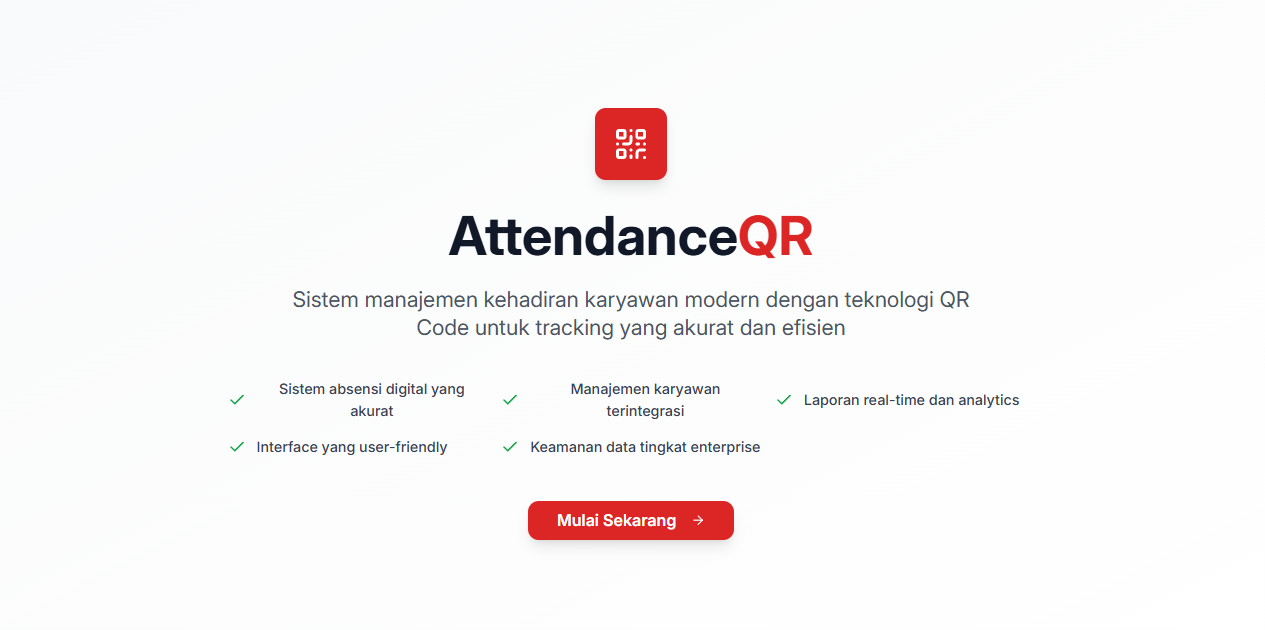 AttendanceQR
Sistem manajemen kehadiran karyawan modern dengan teknologi QR
Code untuk tracking yang akurat dan efisien
Sistem absensi digital yang
akurat
Manajemen karyawan
terintegrasi
Laporan real-time dan analytics
Interface yang user-friendly
Keamanan data tingkat enterprise
Mulai Sekarang